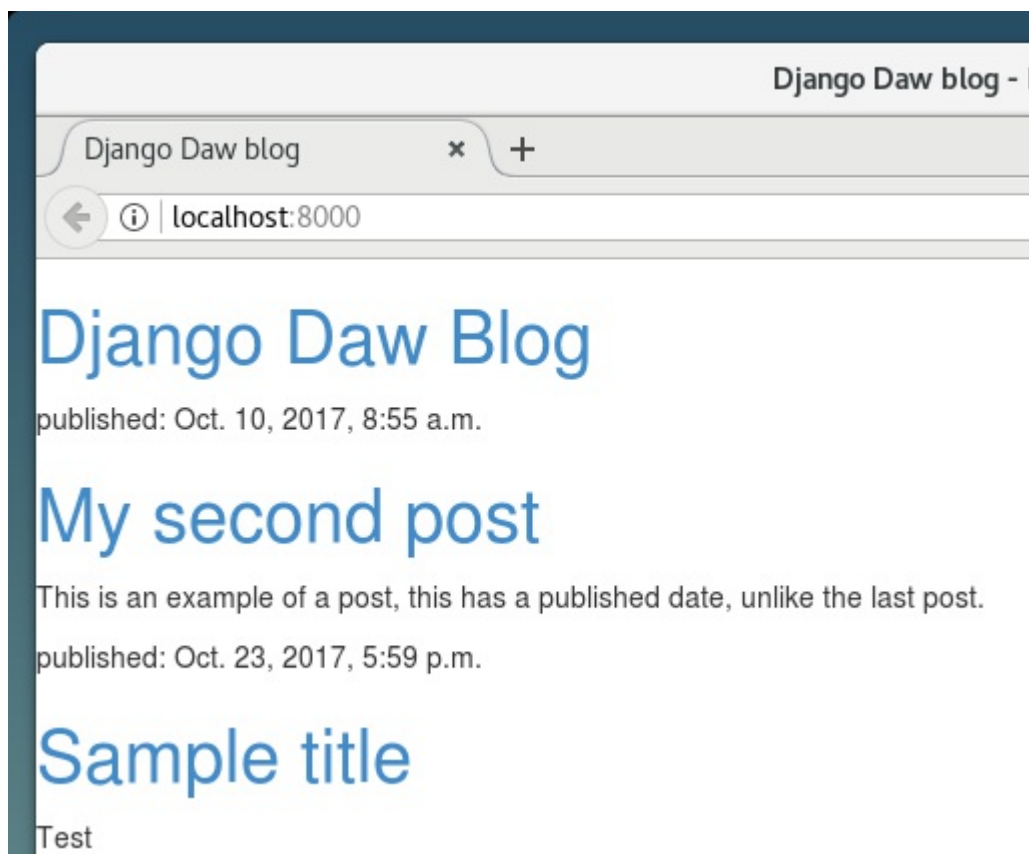 Django Daw blog -
Django Daw blog × +
localhost:8000
Django Daw Blog
published: Oct. 10, 2017, 8:55 a.m.
My second post
This is an example of a post, this has a published date, unlike the last post.
published: Oct. 23, 2017, 5:59 p.m.
Sample title
Test